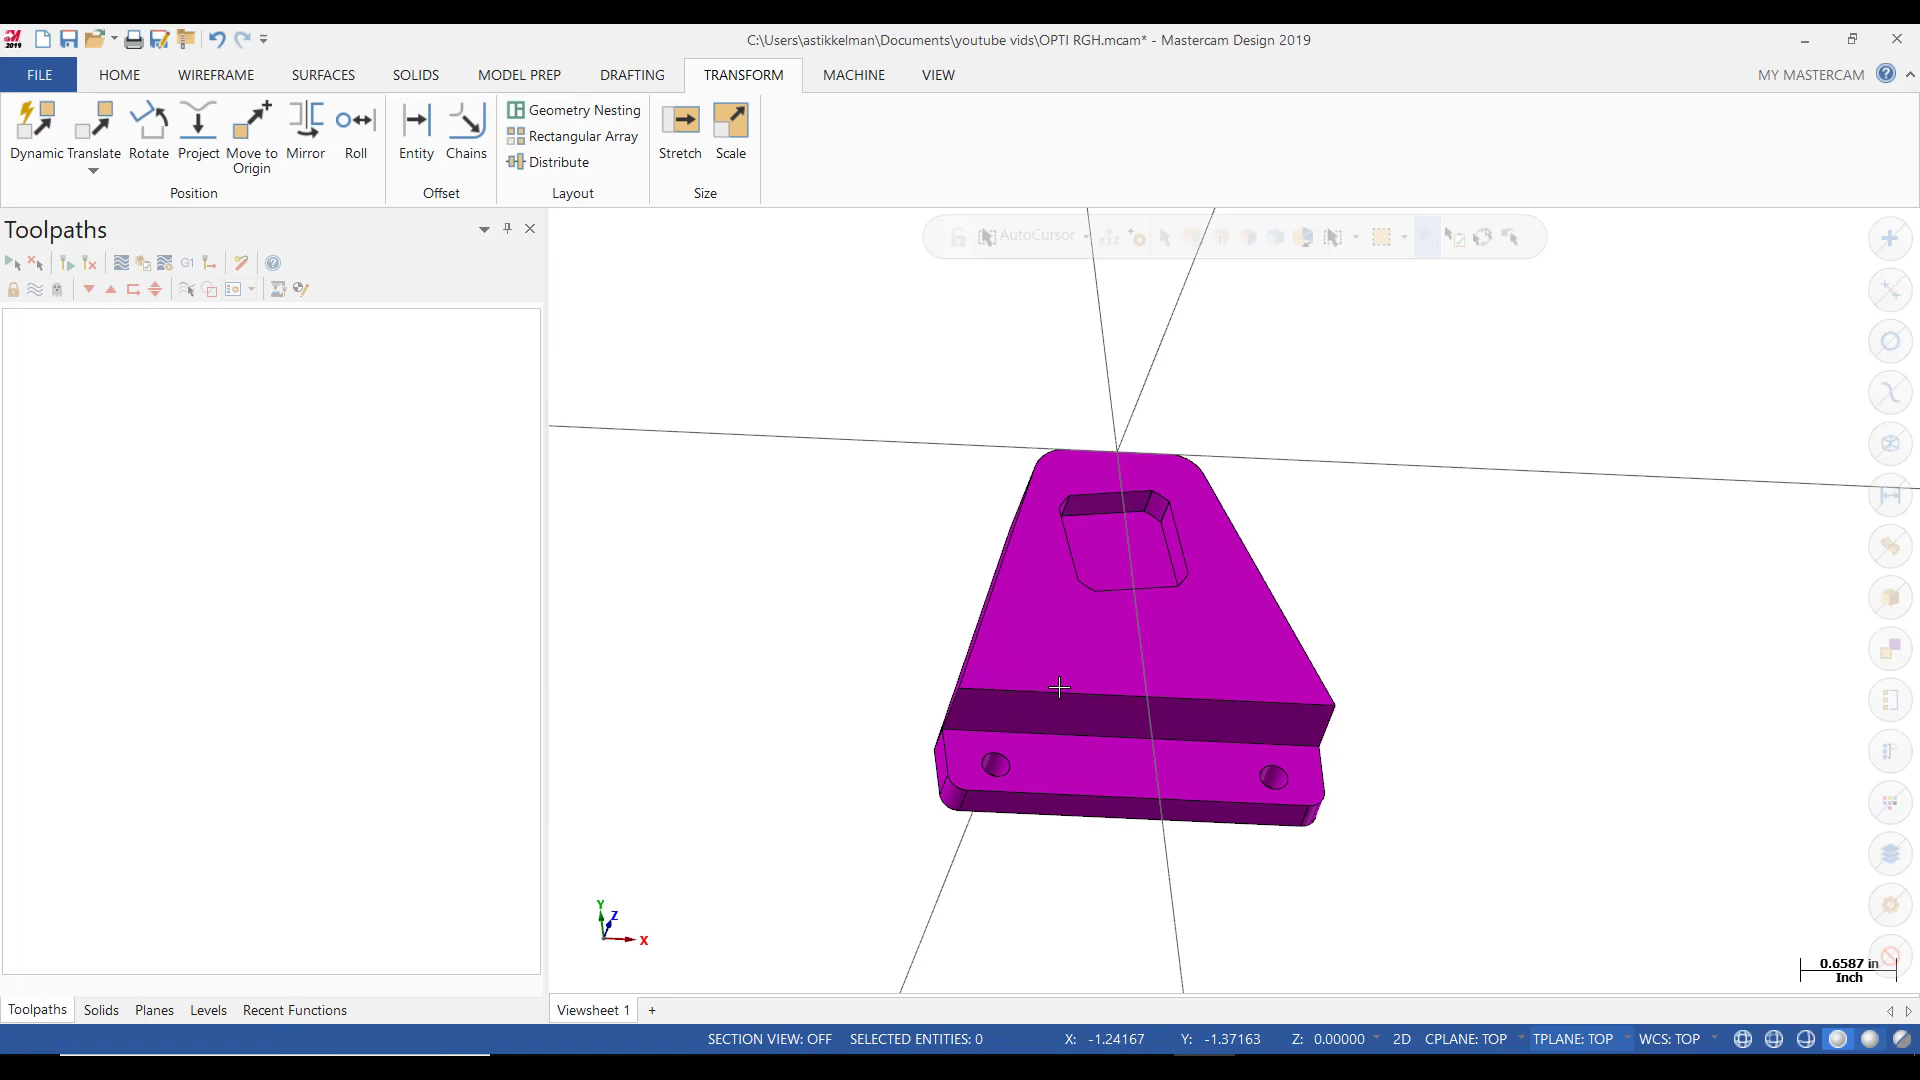 2019
C:\Users\astikkelman\Documents\youtube vids\OPTI RGH.mcam* - Mastercam Design 2019
FILE HOME WIREFRAME SURFACES SOLIDS MODEL PREP DRAFTING TRANSFORM MACHINE VIEW MY MASTERCAM
Dynamic Translate Rotate Project Move to Origin Mirror Roll
Position
Entity Chains
Offset
Geometry Nesting
Rectangular Array
Distribute
Layout
Stretch Scale
Size
Toolpaths
G1
AutoCursor
XYZ
Y
Z
X
0.6587 in
Inch
Toolpaths Solids Planes Levels Recent Functions
Viewsheet 1 +
SECTION VIEW: OFF SELECTED ENTITIES: 0 X: -1.24167 Y: -1.37163 Z: 0.00000 2D CPLANE: TOP TPLANE: TOP WCS: TOP